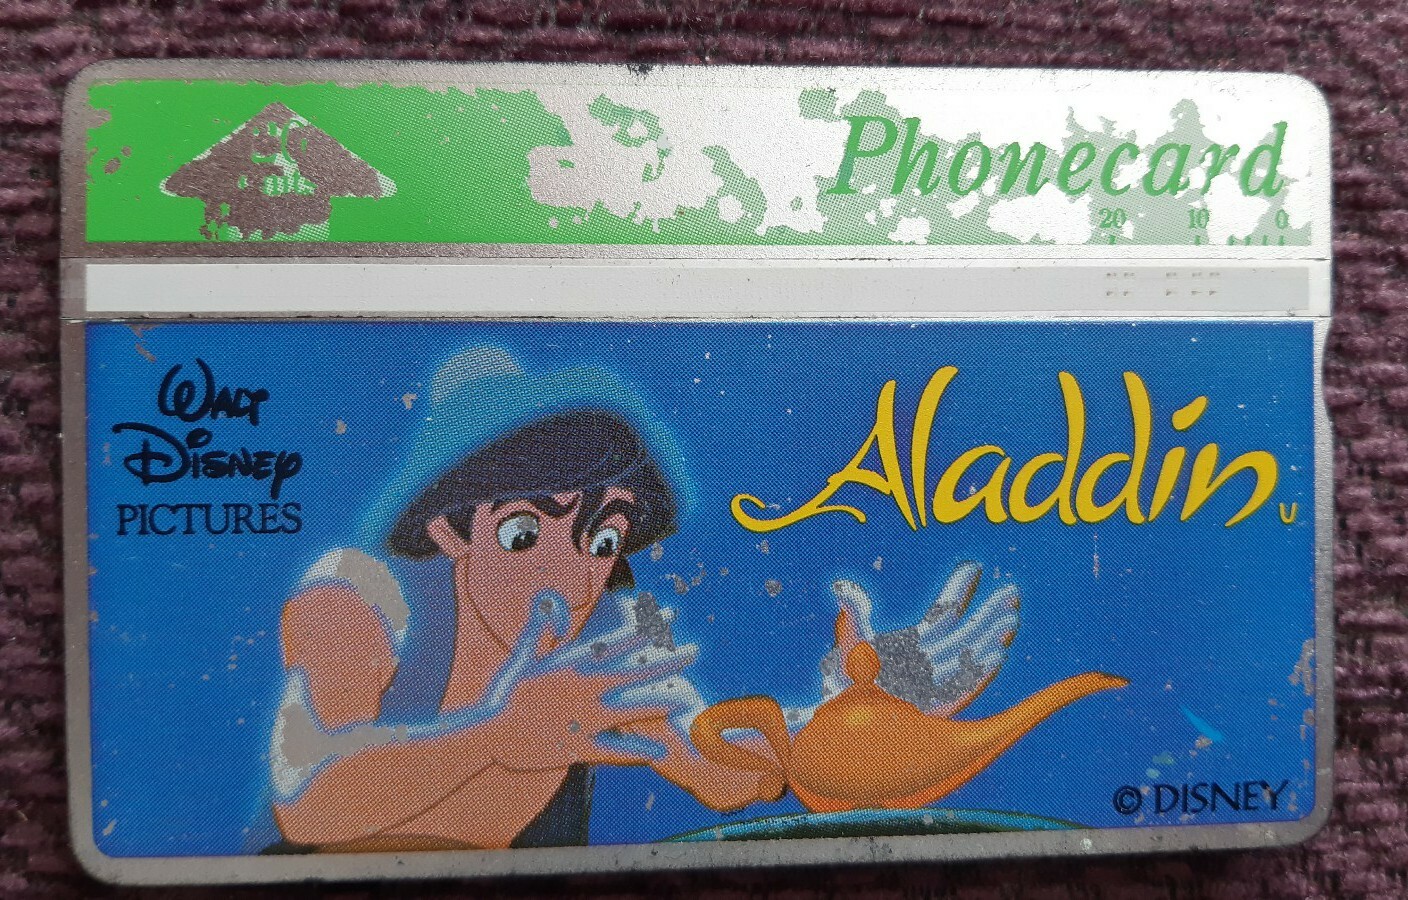 Phonecard
20 10 0
WALT
DISNEY
PICTURES
Aladdin U
© DISNEY